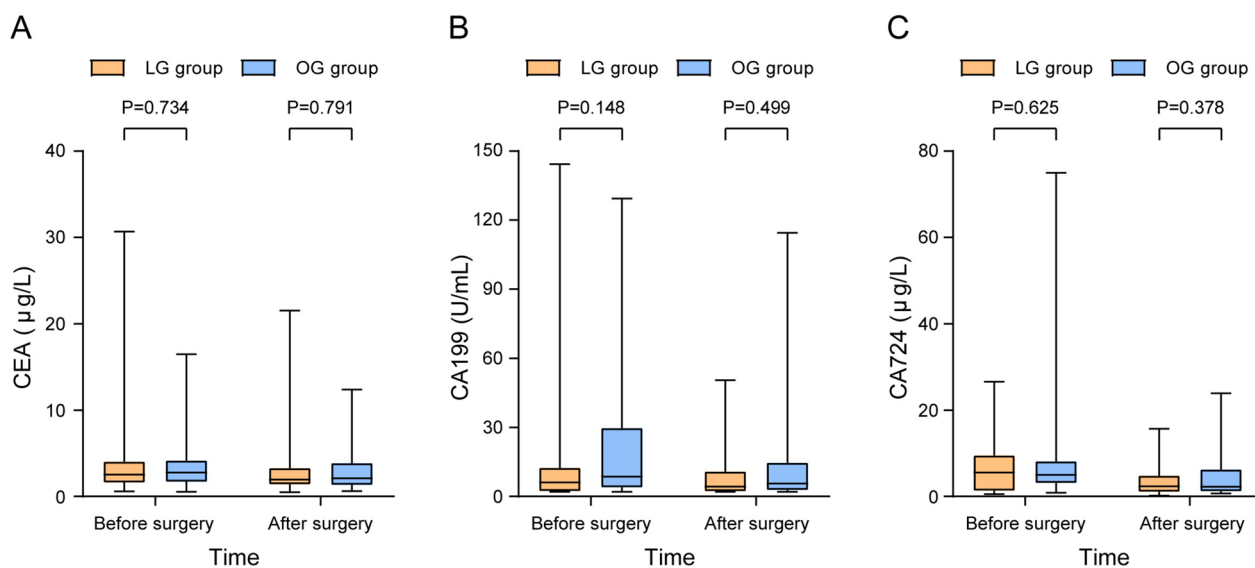 A
LG group OG group
P=0.734 P=0.791
CEA ( μ g/L)
40
30
20
10
0
Before surgery After surgery
Time
B
LG group OG group
P=0.148 P=0.499
CA199 (U/mL)
150
120
90
60
30
0
Before surgery After surgery
Time
C
LG group OG group
P=0.625 P=0.378
CA724 ( μ g/L)
80
60
40
20
0
Before surgery After surgery
Time